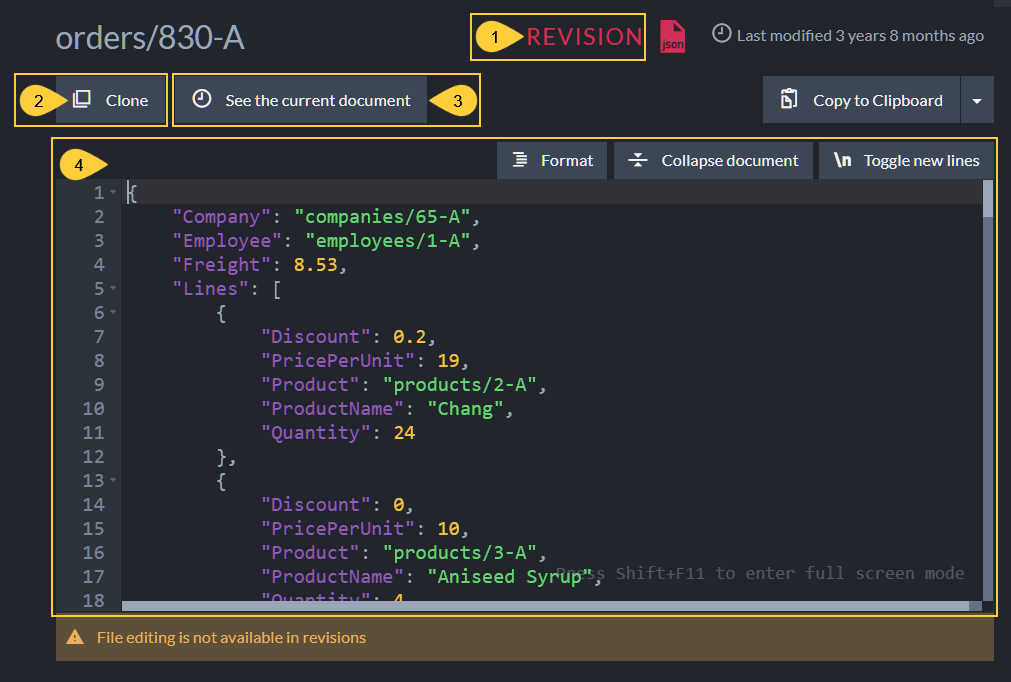 orders/830-A
1 REVISION
json
Last modified 3 years 8 months ago
2 Clone
See the current document 3
Copy to Clipboard
4
Format
Collapse document
\n Toggle new lines
1 {
2 "Company": "companies/65-A",
3 "Employee": "employees/1-A",
4 "Freight": 8.53,
5 "Lines": [
6 {
7 "Discount": 0.2,
8 "PricePerUnit": 19,
9 "Product": "products/2-A",
10 "ProductName": "Chang",
11 "Quantity": 24
12 },
13 {
14 "Discount": 0,
15 "PricePerUnit": 10,
16 "Product": "products/3-A",
17 "ProductName": "Aniseed Syrup",
Press Shift+F11 to enter full screen mode
18 "Quantity": 4
File editing is not available in revisions